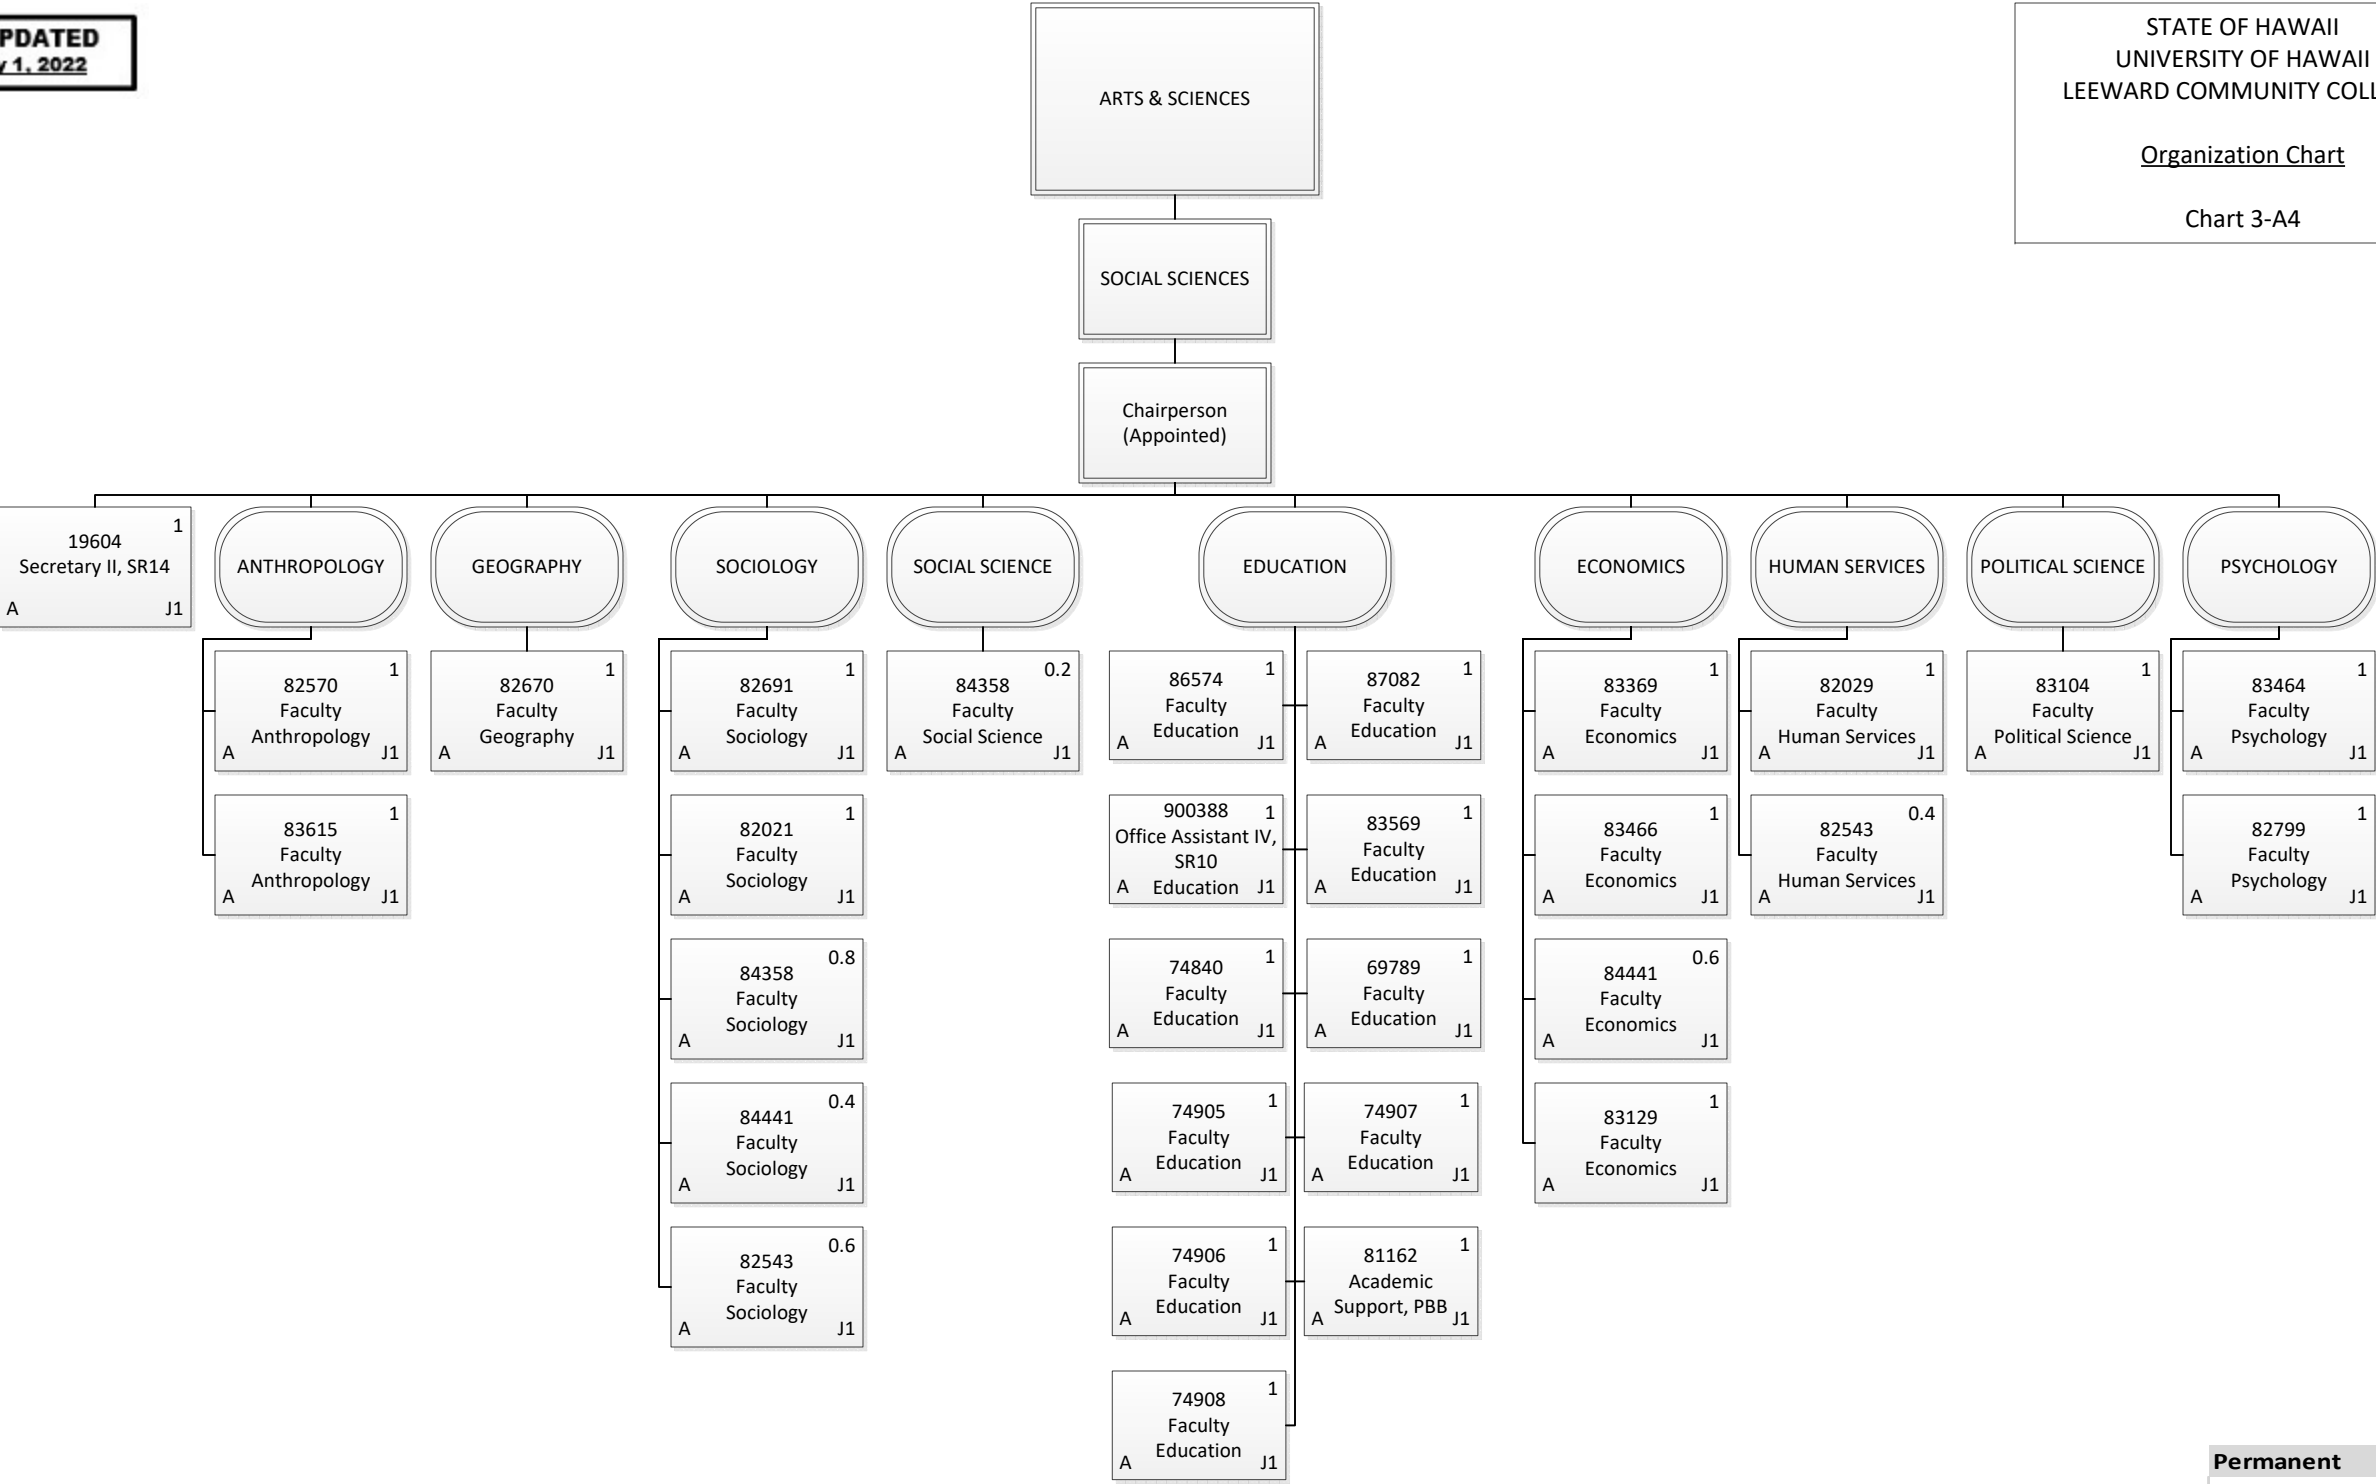 PDATED
y 1, 2022
ARTS & SCIENCES
STATE OF HAWAII
UNIVERSITY OF HAWAII
LEEWARD COMMUNITY COLL
Organization Chart
Chart 3-A4
SOCIAL SCIENCES
Chairperson
(Appointed)
1
19604
Secretary II, SR14
A J1
ANTHROPOLOGY
1
82570
Faculty
Anthropology
A J1
1
83615
Faculty
Anthropology
A J1
GEOGRAPHY
1
82670
Faculty
Geography
A J1
SOCIOLOGY
1
82691
Faculty
Sociology
A J1
1
82021
Faculty
Sociology
A J1
0.8
84358
Faculty
Sociology
A J1
0.4
84441
Faculty
Sociology
A J1
0.6
82543
Faculty
Sociology
A J1
SOCIAL SCIENCE
0.2
84358
Faculty
Social Science
A J1
EDUCATION
1
86574
Faculty
Education
A J1
1
87082
Faculty
Education
A J1
900388 1
Office Assistant IV,
SR10
A Education J1
1
83569
Faculty
Education
A J1
1
74840
Faculty
Education
A J1
1
69789
Faculty
Education
A J1
1
74905
Faculty
Education
A J1
1
74907
Faculty
Education
A J1
1
74906
Faculty
Education
A J1
1
81162
Academic
Support, PBB
A J1
1
74908
Faculty
Education
A J1
ECONOMICS
1
83369
Faculty
Economics
A J1
1
83466
Faculty
Economics
A J1
0.6
84441
Faculty
Economics
A J1
1
83129
Faculty
Economics
A J1
HUMAN SERVICES
1
82029
Faculty
Human Services
A J1
0.4
82543
Faculty
Human Services
A J1
POLITICAL SCIENCE
1
83104
Faculty
Political Science
A J1
PSYCHOLOGY
1
83464
Faculty
Psychology
A J1
1
82799
Faculty
Psychology
A J1
Permanent